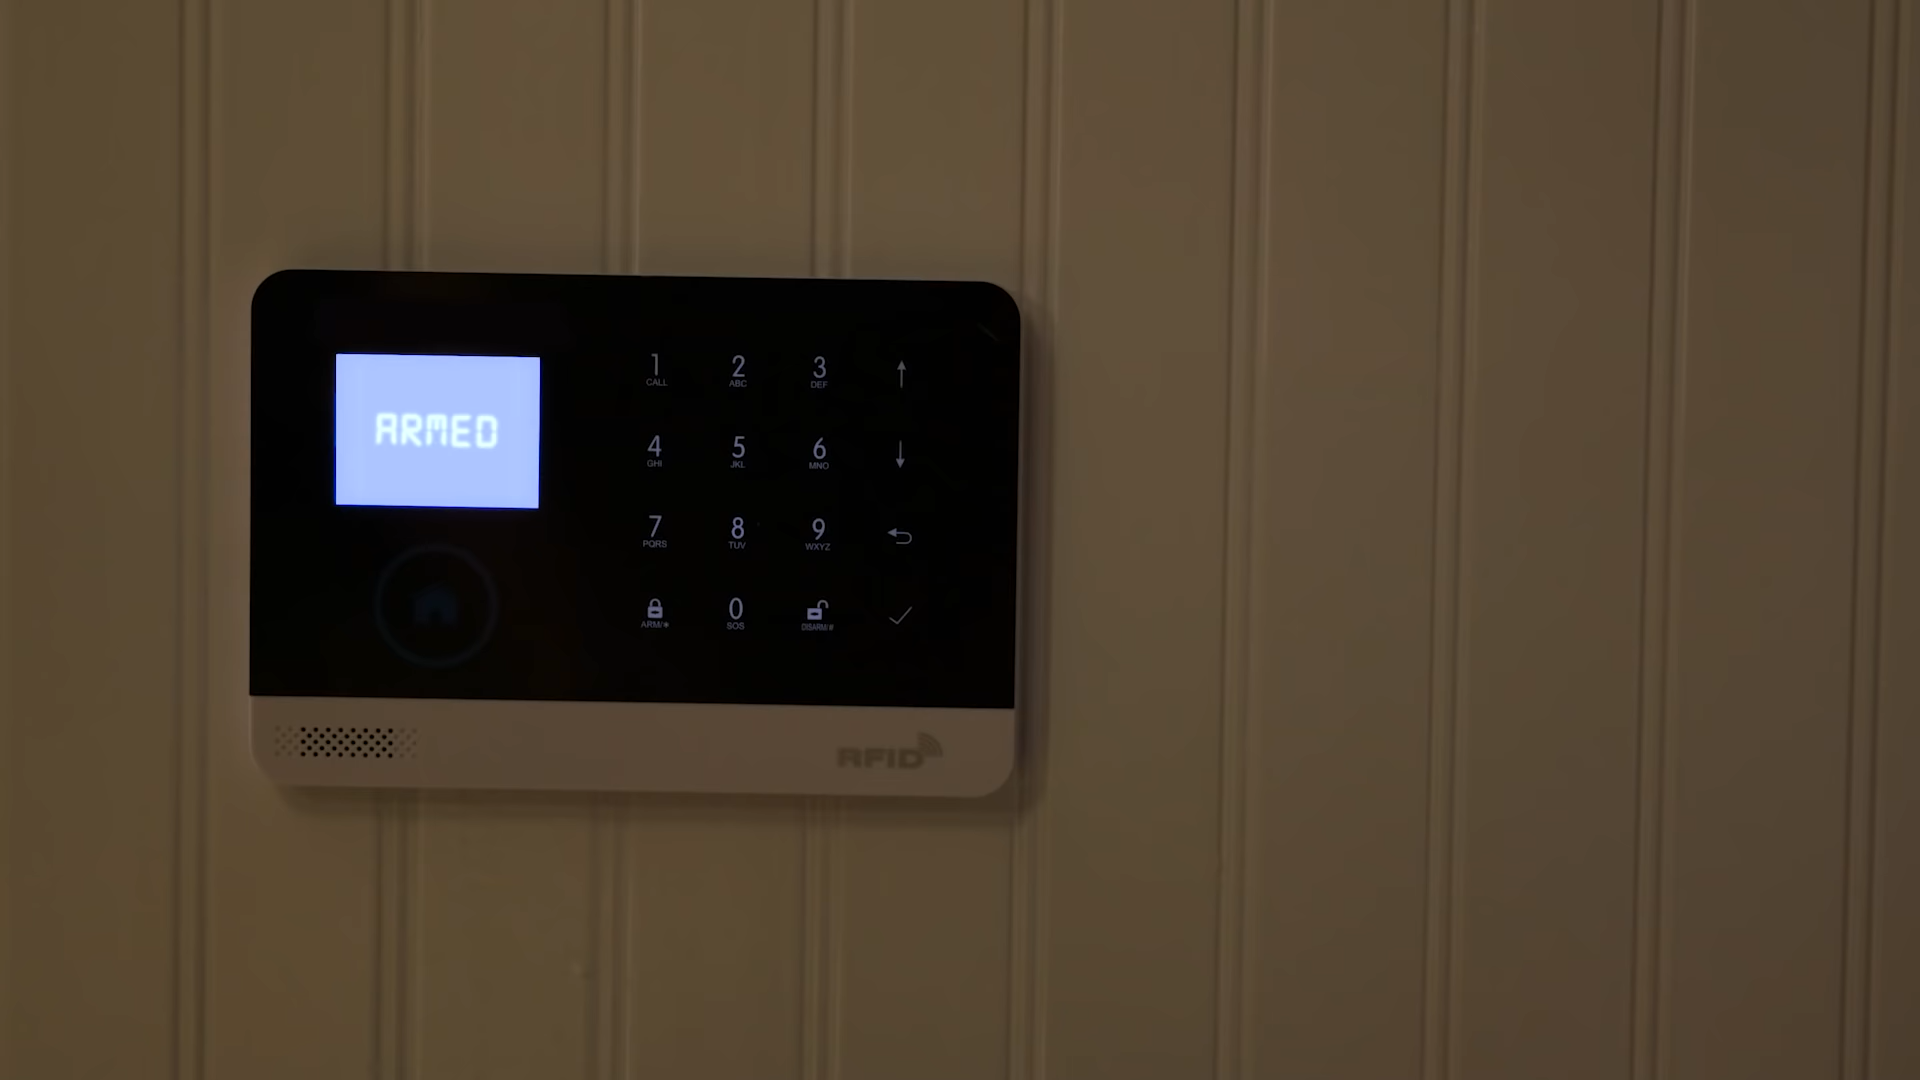 ARMED
1 2 3
CALL ABC DEF
4 5 6
GHI JKL MNO
7 8 9
PQRS TUV WXYZ
0
ARM/* SOS DISARM/#
RFID